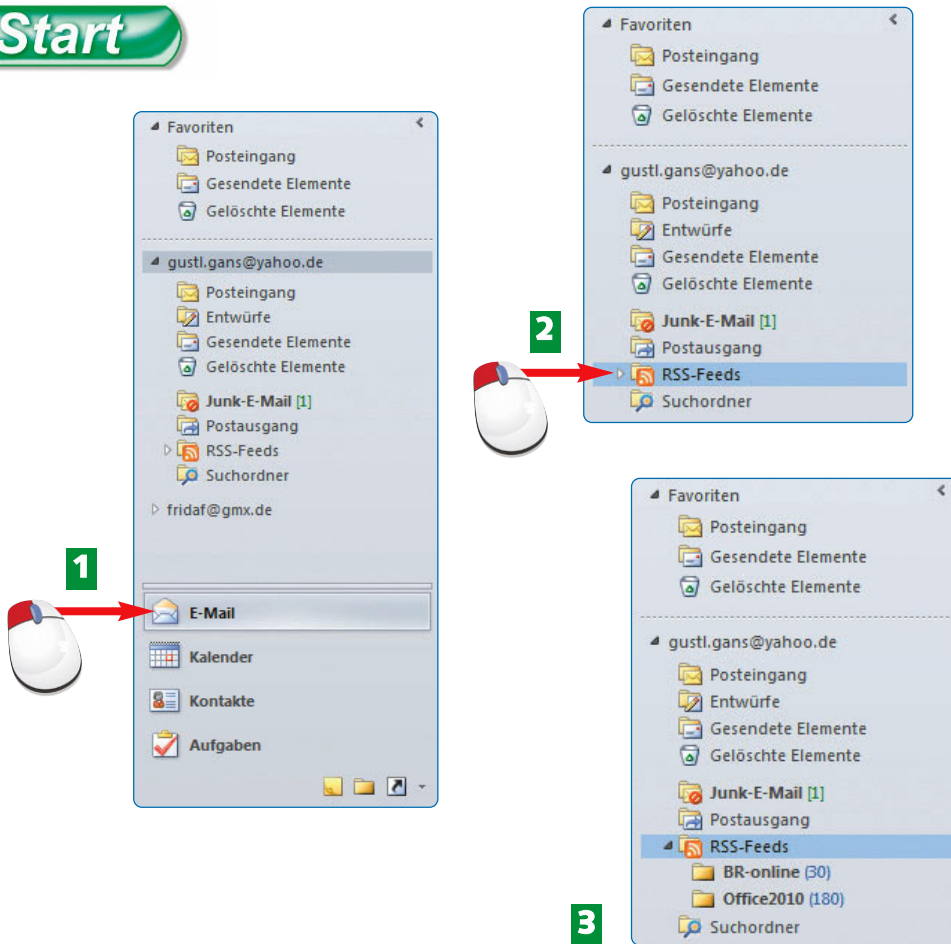 Start
Favoriten
Posteingang
Gesendete Elemente
Gelöschte Elemente
gustl.gans@yahoo.de
Posteingang
Entwürfe
Gesendete Elemente
Gelöschte Elemente
Junk-E-Mail [1]
Postausgang
RSS-Feeds
Suchordner
fridaf@gmx.de
1
E-Mail
Kalender
Kontakte
Aufgaben
2
Favoriten
Posteingang
Gesendete Elemente
Gelöschte Elemente
gustl.gans@yahoo.de
Posteingang
Entwürfe
Gesendete Elemente
Gelöschte Elemente
Junk-E-Mail [1]
Postausgang
RSS-Feeds
Suchordner
3
Favoriten
Posteingang
Gesendete Elemente
Gelöschte Elemente
gustl.gans@yahoo.de
Posteingang
Entwürfe
Gesendete Elemente
Gelöschte Elemente
Junk-E-Mail [1]
Postausgang
RSS-Feeds
BR-online (30)
Office2010 (180)
Suchordner